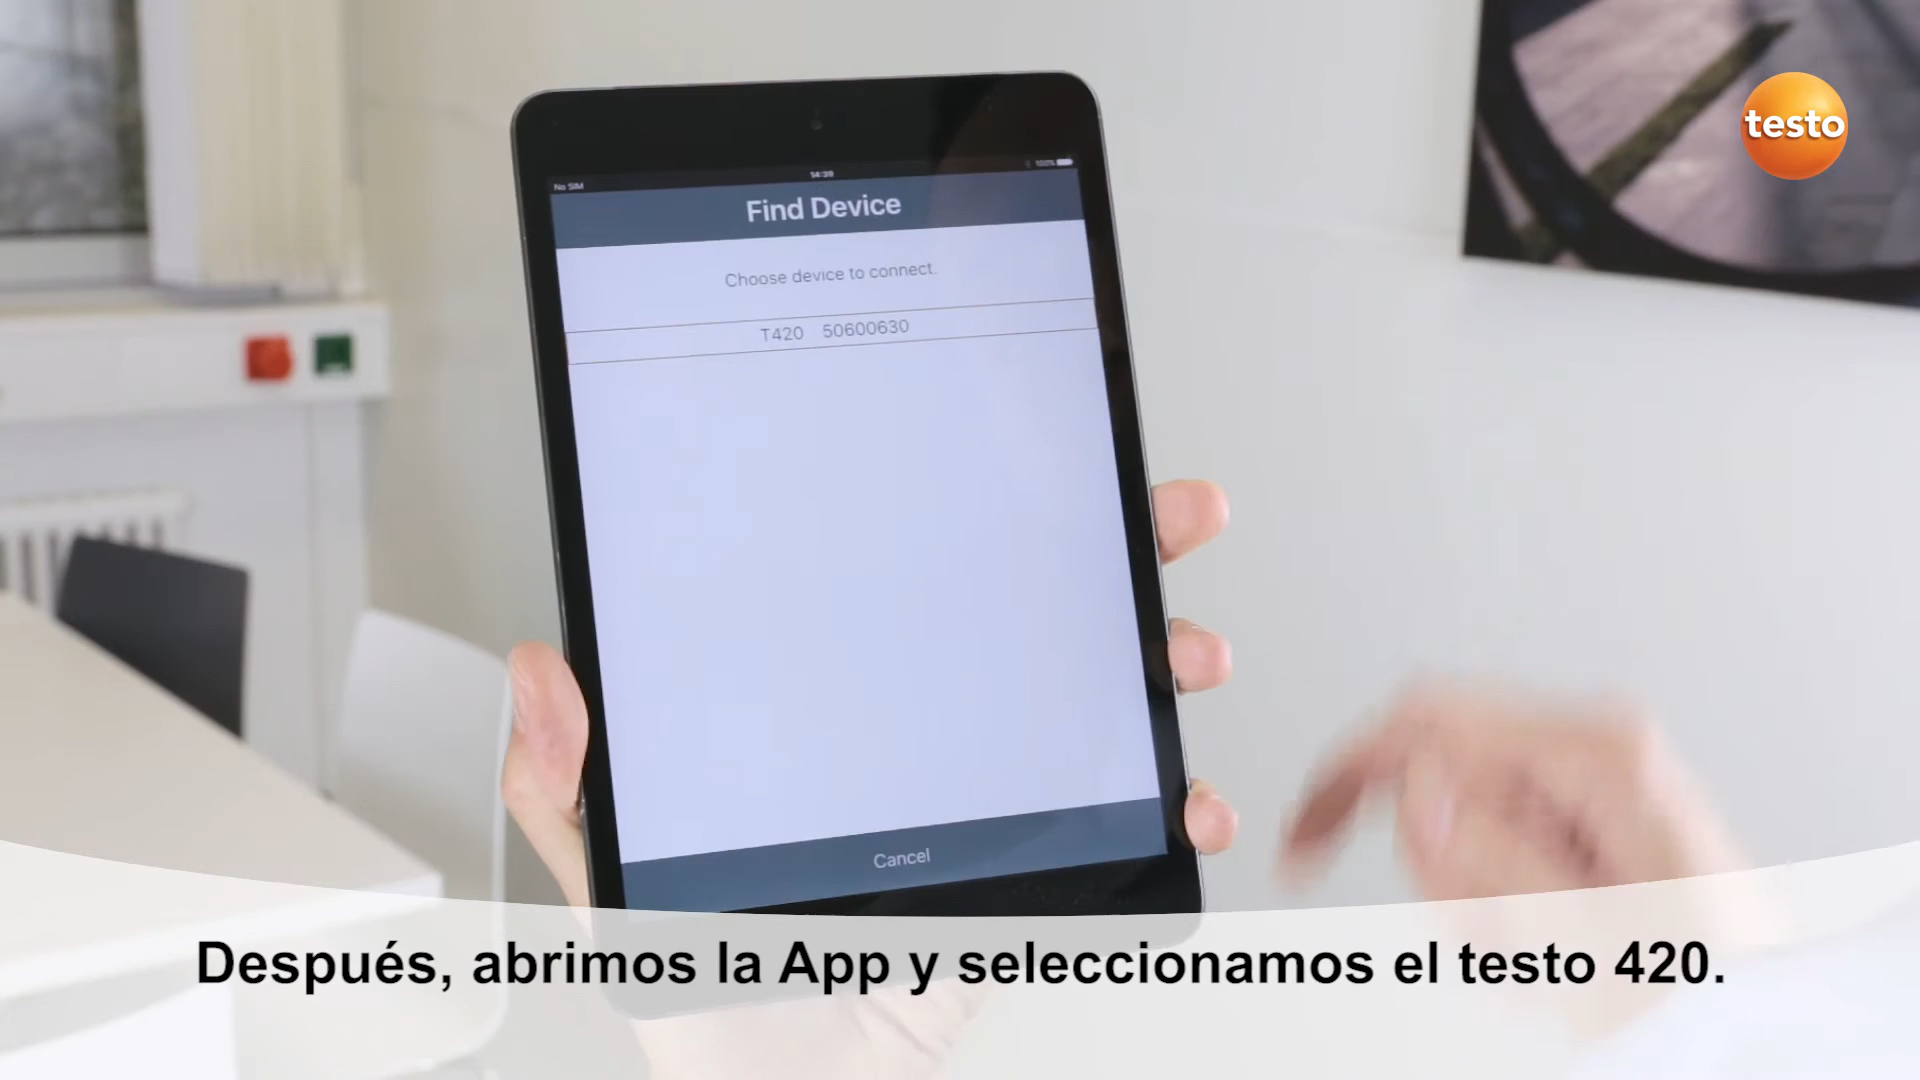 testo
No SIM
14:39
100%
Find Device
Choose device to connect.
T420 50600630
Cancel
Después, abrimos la App y seleccionamos el testo 420.